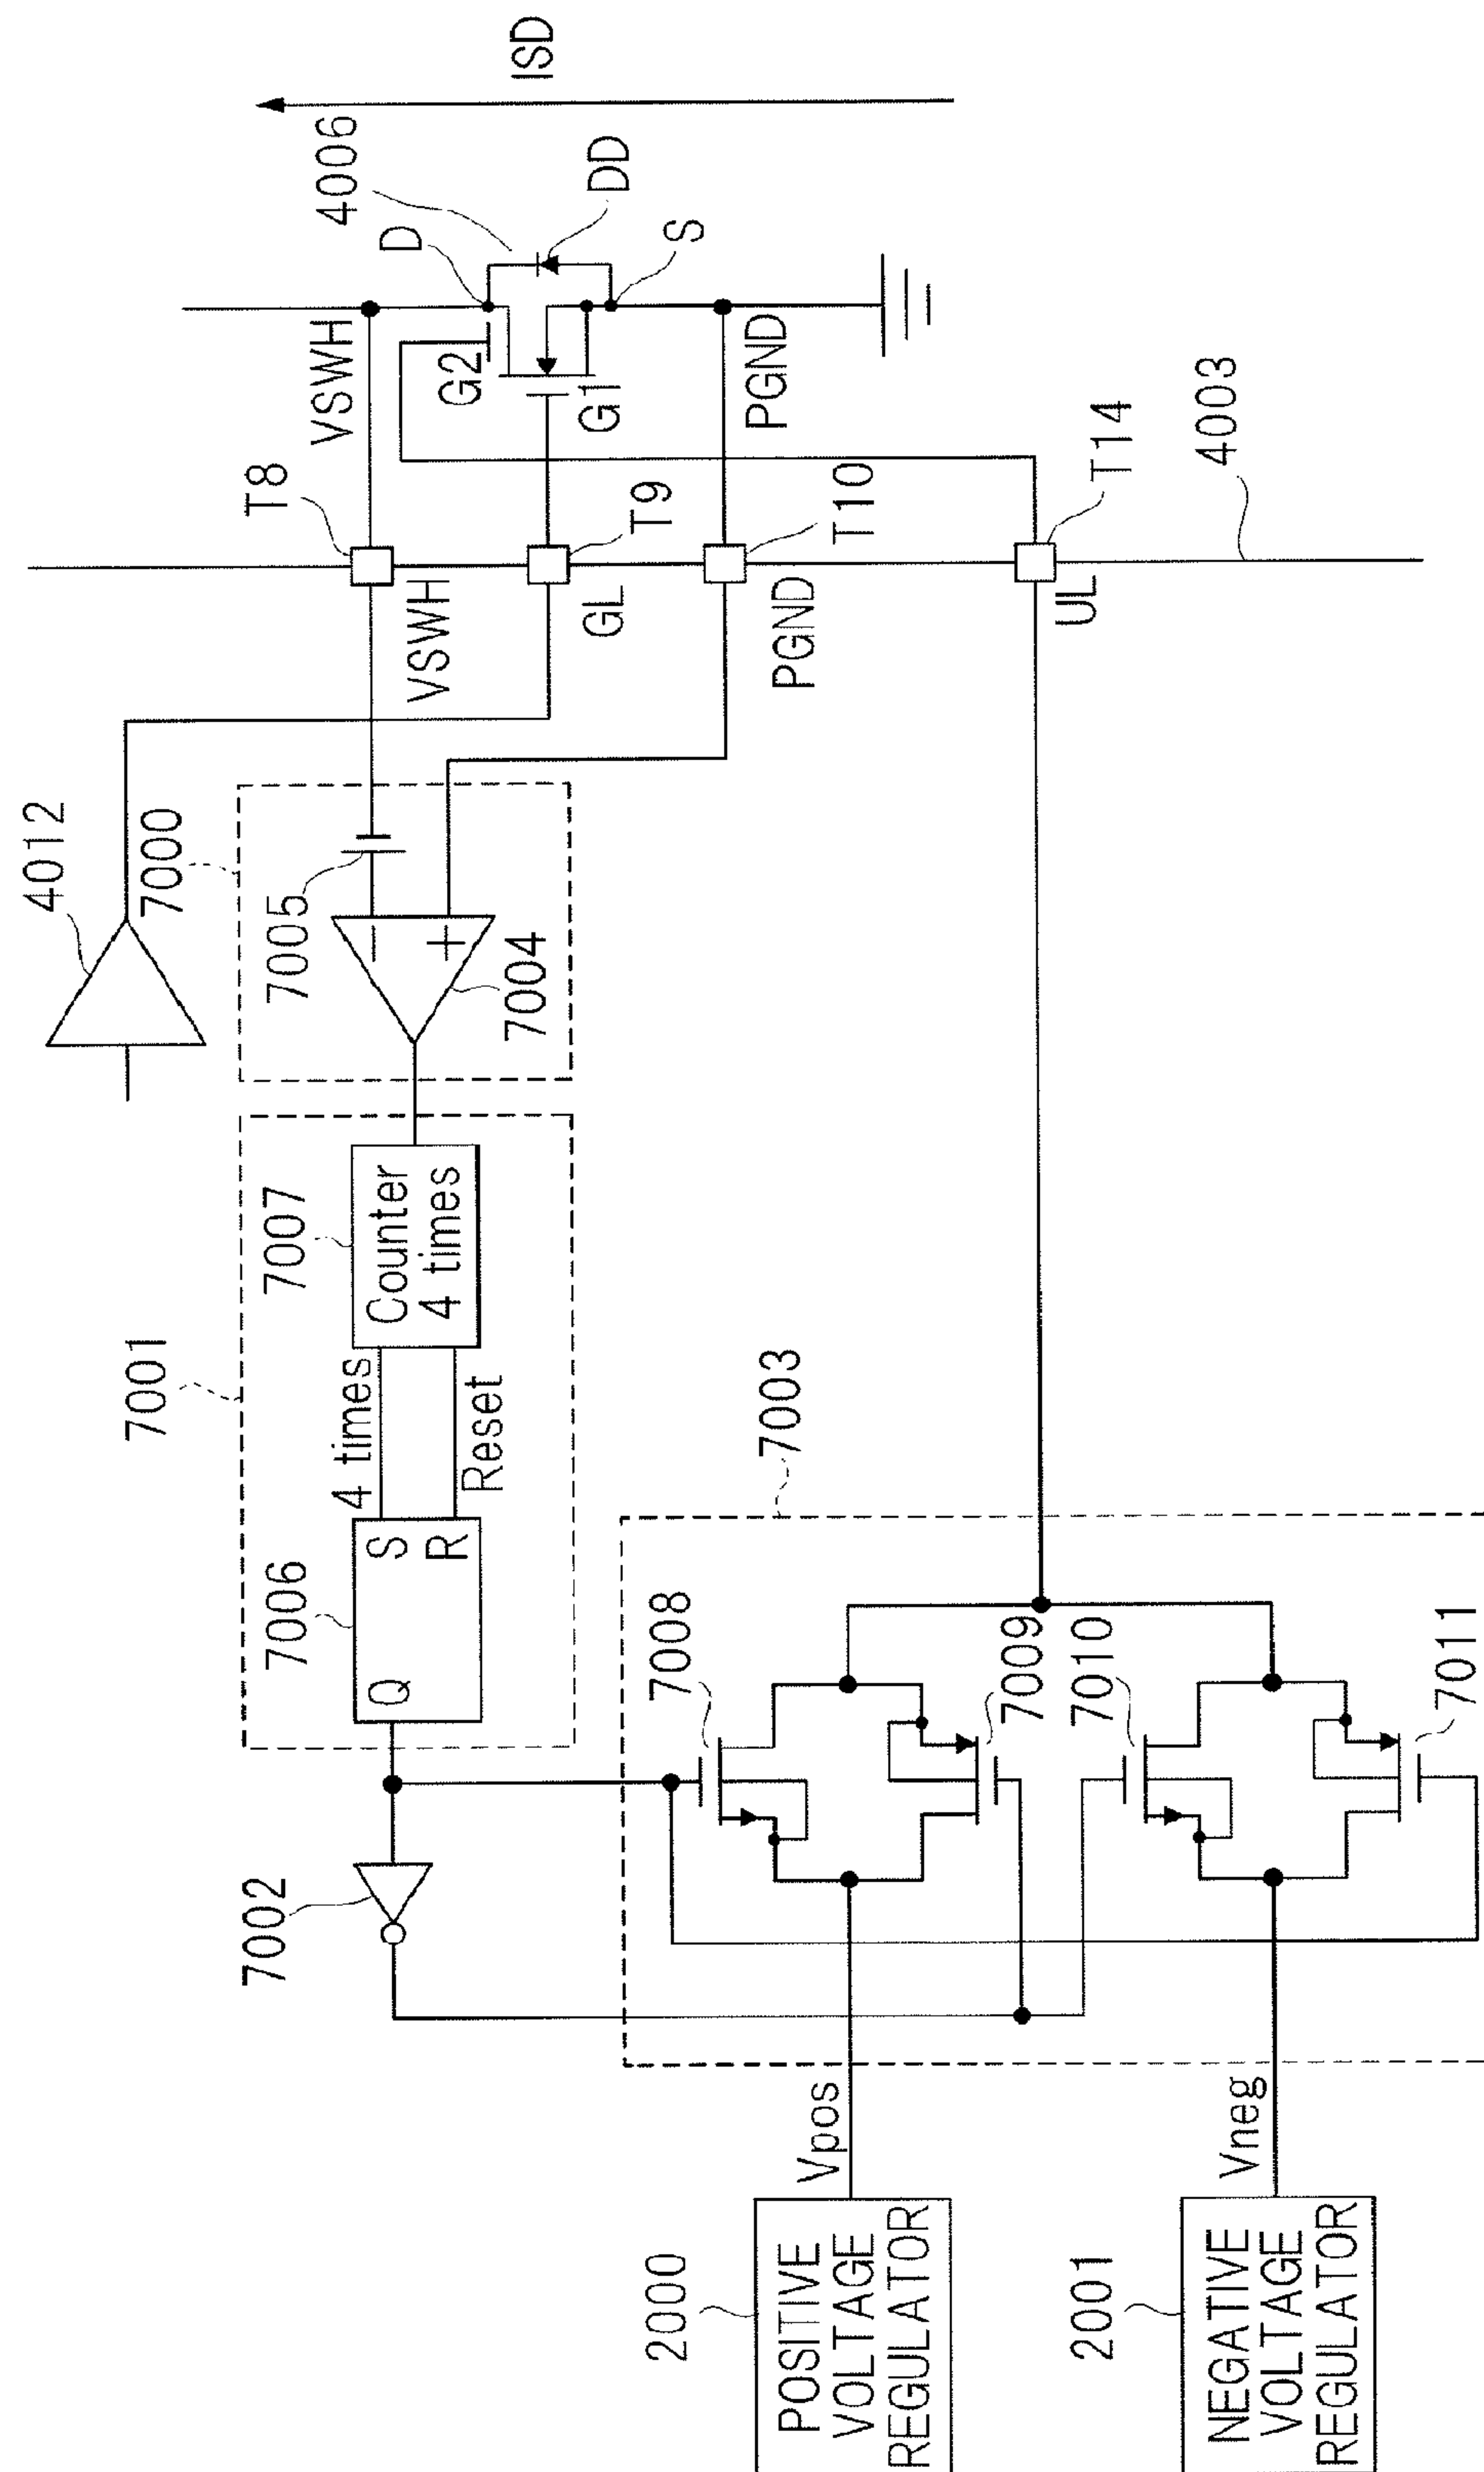 4012
7001
7000
7002
7006
7007
7005
T8
4 times
VSWH
4006
Q
S
Counter
4 times
−
D
R
+
VSWH
G2
Reset
7004
ISD
GL
G1
DD
T9
S
2000
7008
7003
PGND
PGND
Vpos
T10
POSITIVE
VOLTAGE
REGULATOR
7009
UL
2001
7010
T14
Vneg
4003
NEGATIVE
VOLTAGE
REGULATOR
7011